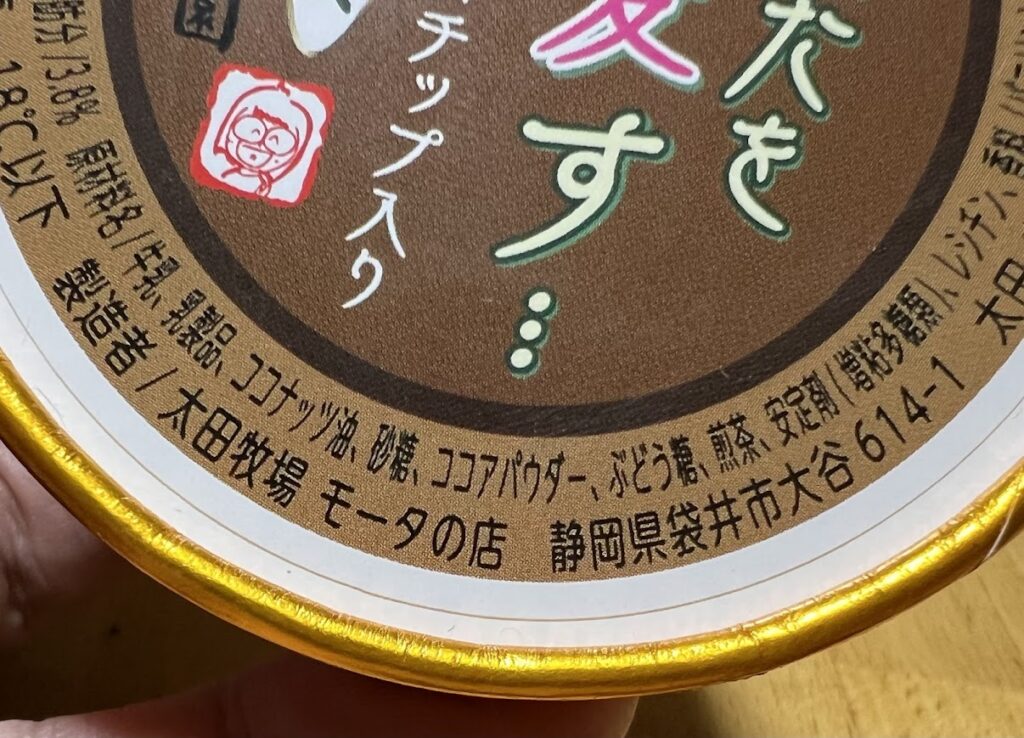 たを
愛す…
チップ入り
園
脂肪分/3.8% 原材料名/牛乳、乳製品、ココナッツ油、砂糖、ココアパウダー、ぶどう糖、煎茶、安定剤(増粘多糖類)、レシチン、
18℃以下
製造者/太田牧場 モータの店 静岡県袋井市大谷614-1 太田